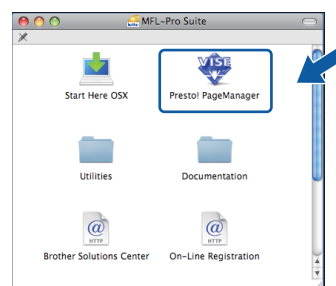 MFL-Pro Suite
Start Here OSX
VISE
Presto! PageManager
Utilities
Documentation
@
HTTP
@
HTTP
Brother Solutions Center
On-Line Registration